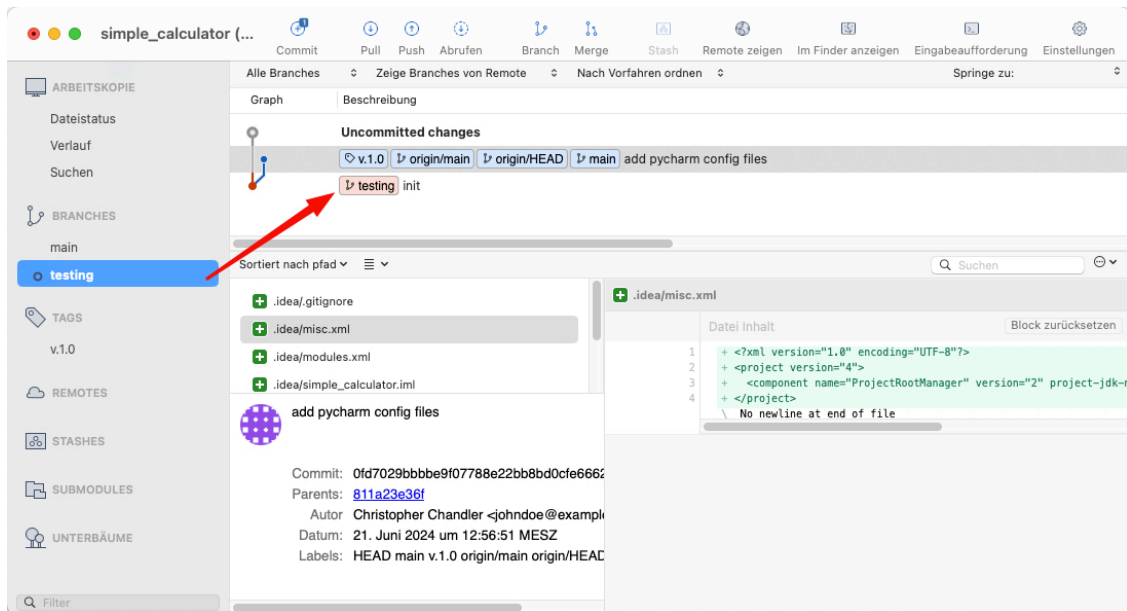 simple_calculator (...
1
Commit Pull Push Abrufen Branch Merge Stash Remote zeigen Im Finder anzeigen Eingabeaufforderung Einstellungen
Alle Branches Zeige Branches von Remote Nach Vorfahren ordnen Springe zu:
Graph Beschreibung
Uncommitted changes
v.1.0 origin/main origin/HEAD main add pycharm config files
testing init
ARBEITSKOPIE
Dateistatus
Verlauf
Suchen
BRANCHES
main
testing
TAGS
v.1.0
REMOTES
STASHES
SUBMODULES
UNTERBÄUME
Filter
Sortiert nach pfad
Suchen
.idea/.gitignore
.idea/misc.xml
.idea/modules.xml
.idea/simple_calculator.iml
add pycharm config files
Commit: 0fd7029bbbbe9f07788e22bb8bd0cfe6662
Parents: 811a23e36f
Autor Christopher Chandler <johndoe@example
Datum: 21. Juni 2024 um 12:56:51 MESZ
Labels: HEAD main v.1.0 origin/main origin/HEAD
.idea/misc.xml
Datei Inhalt Block zurücksetzen
1 + <?xml version="1.0" encoding="UTF-8"?>
2 + <project version="4">
3 + <component name="ProjectRootManager" version="2" project-jdk-n
4 + </project>
\ No newline at end of file